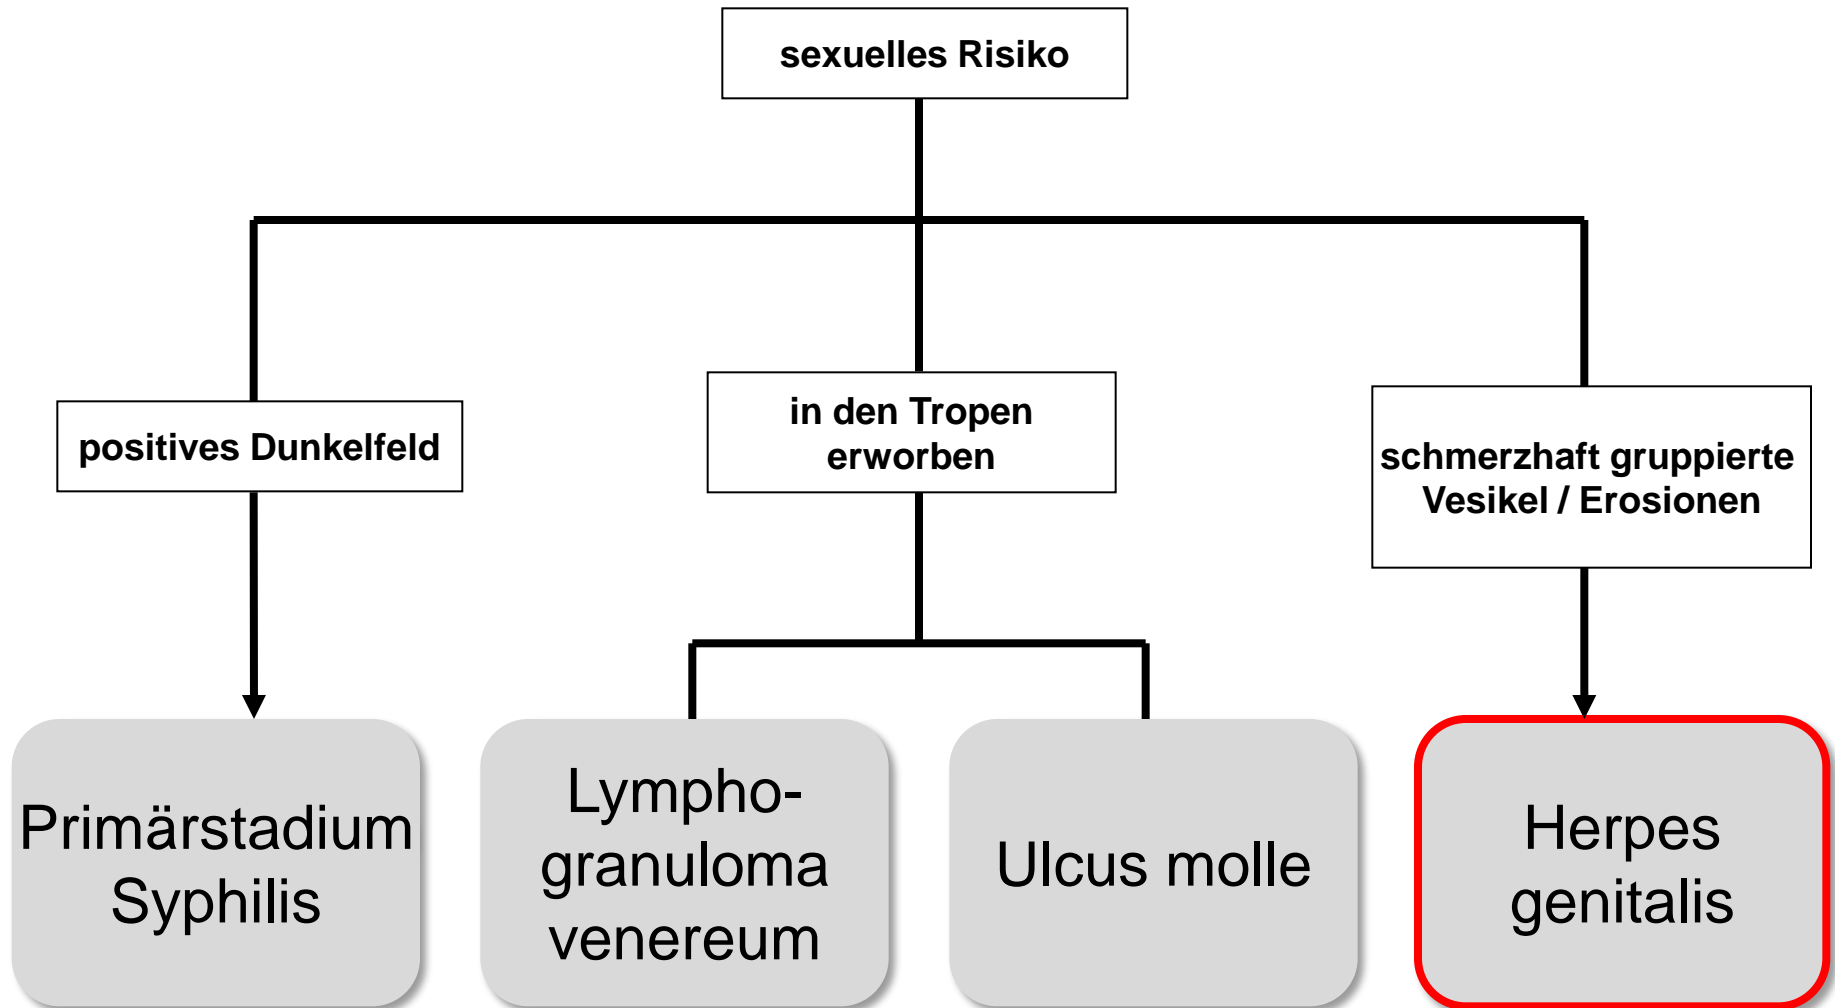 sexuelles Risiko
positives Dunkelfeld
in den Tropen
erworben
schmerzhaft gruppierte
Vesikel / Erosionen
Primärstadium
Syphilis
Lympho-
granuloma
venereum
Ulcus molle
Herpes
genitalis